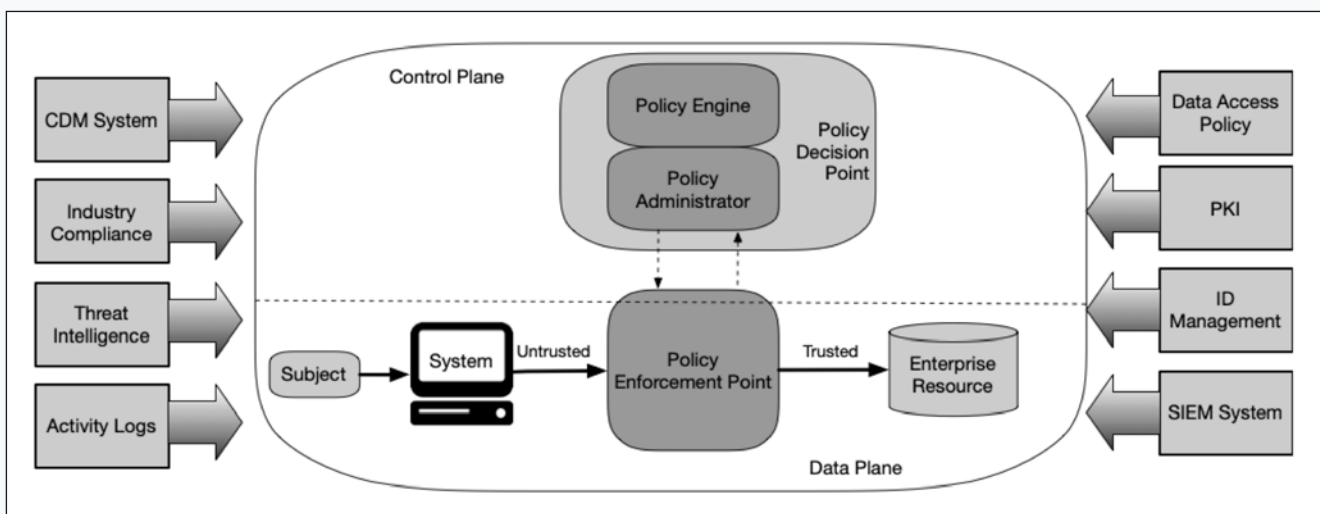 Control Plane
CDM System
Industry
Compliance
Threat
Intelligence
Activity Logs
Policy Engine
Policy
Administrator
Policy
Decision
Point
Subject
System
Untrusted
Policy
Enforcement Point
Trusted
Enterprise
Resource
Data Plane
Data Access
Policy
PKI
ID
Management
SIEM System